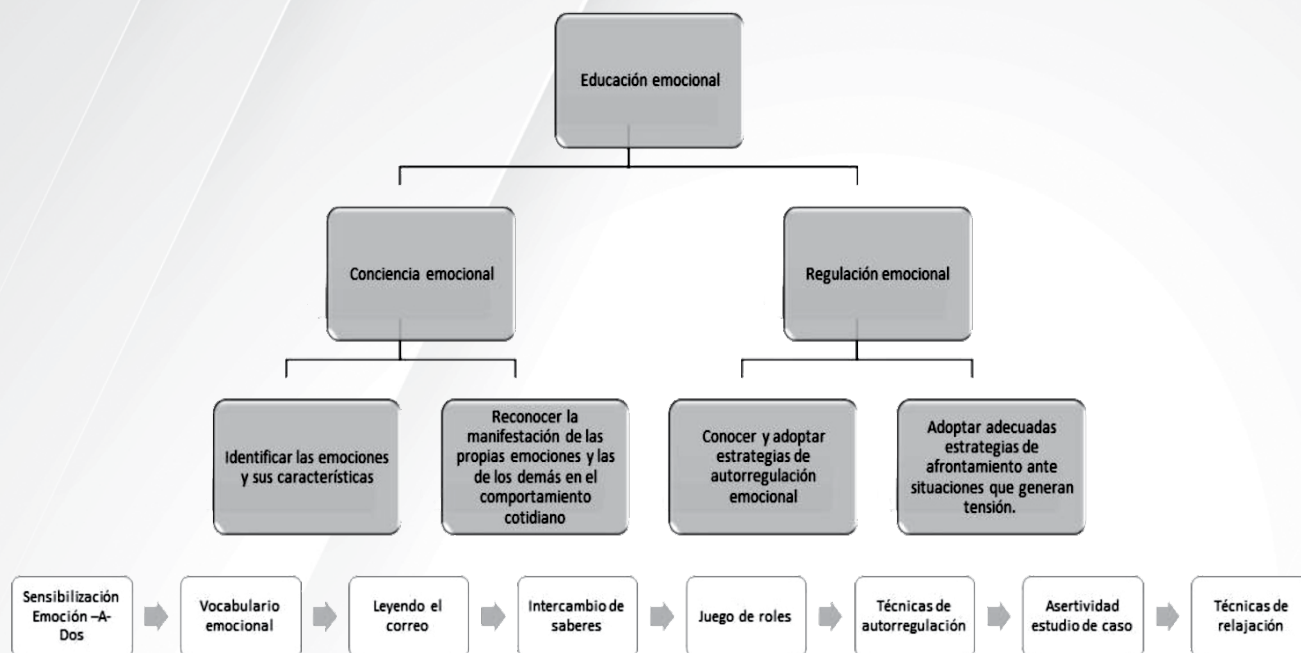 Educación emocional
Conciencia emocional
Regulación emocional
Identificar las emociones
y sus características
Reconocer la
manifestación de las
propias emociones y las
de los demás en el
comportamiento
cotidiano
Conocer y adoptar
estrategias de
autorregulación
emocional
Adoptar adecuadas
estrategias de
afrontamiento ante
situaciones que generan
tensión.
Sensibilización
Emoción –A-
Dos
Vocabulario
emocional
Leyendo el
correo
Intercambio de
saberes
Juego de roles
Técnicas de
autorregulación
Asertividad
estudio de caso
Técnicas de
relajación